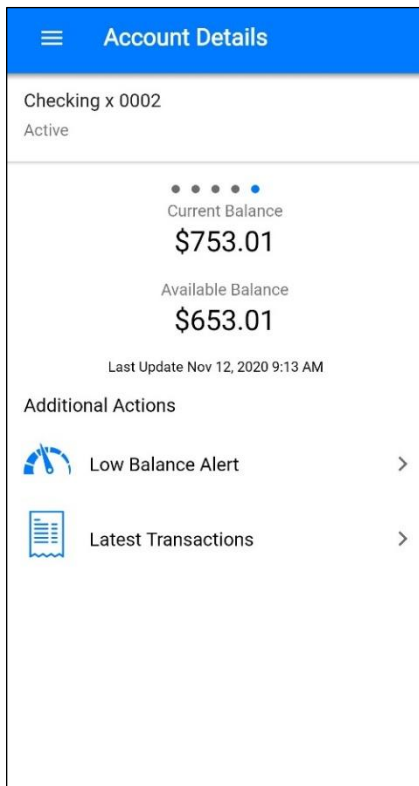 Account Details
Checking x 0002
Active
Current Balance
$753.01
Available Balance
$653.01
Last Update Nov 12, 2020 9:13 AM
Additional Actions
Low Balance Alert
Latest Transactions